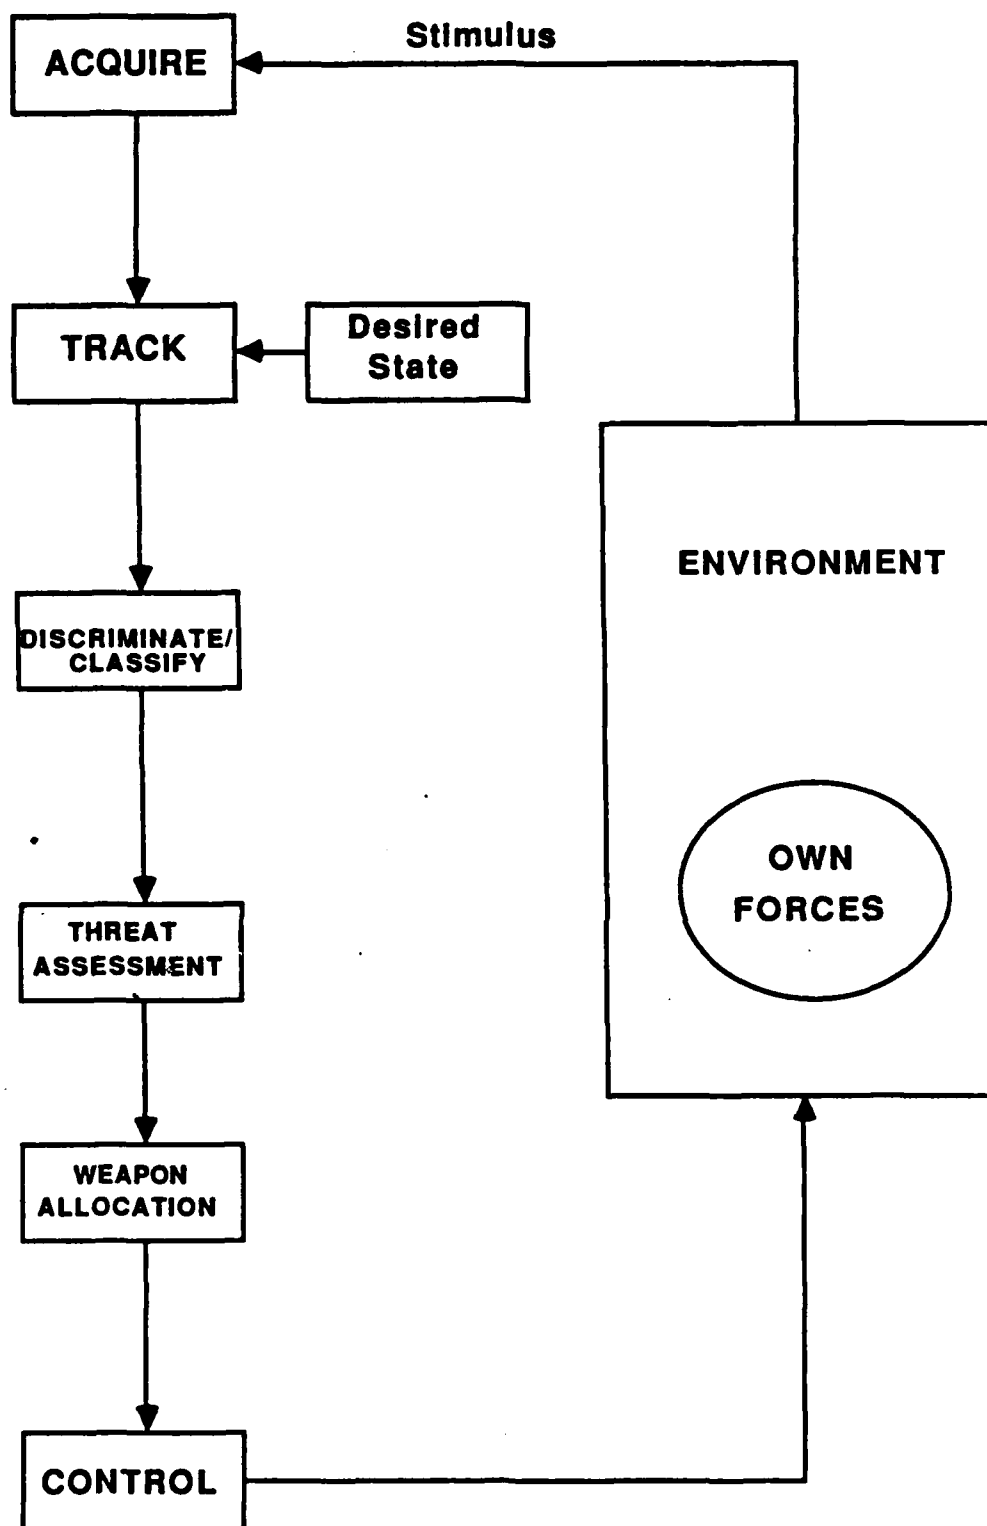 Stimulus
ACQUIRE
TRACK
Desired
State
ENVIRONMENT
DISCRIMINATE/
CLASSIFY
OWN
FORCES
THREAT
ASSESSMENT
WEAPON
ALLOCATION
CONTROL